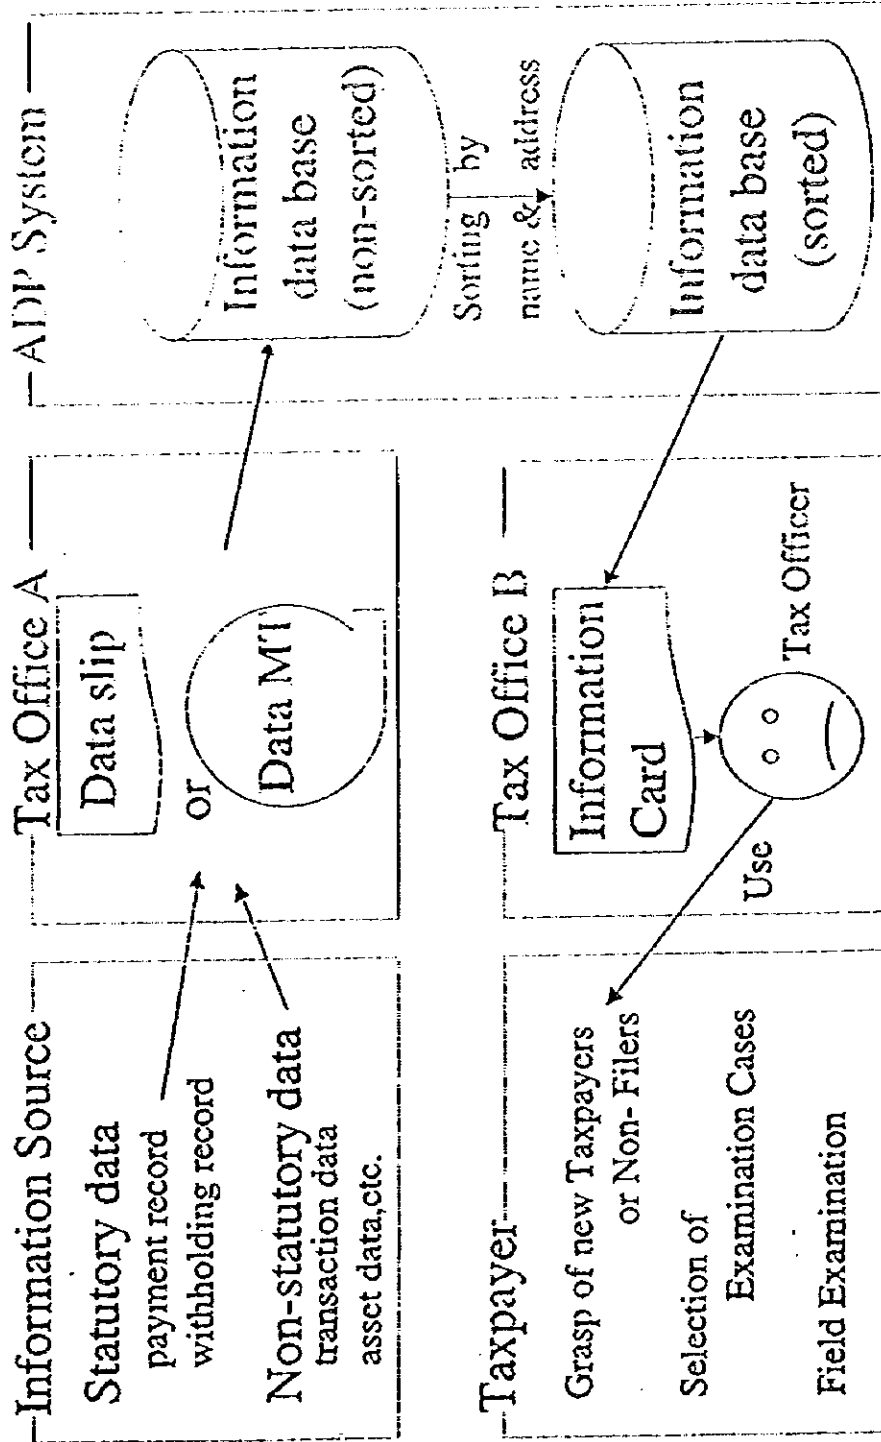 Information Source
Statutory data
payment record
withholding record
Non-statutory data
transaction data
asset data,etc.
Tax Office A
Data slip
or
Data MT
ADP System
Information
data base
(non-sorted)
Sorting by
name & address
Information
data base
(sorted)
Tax Office B
Information
Card
Tax Officer
Use
Taxpayer
Grasp of new Taxpayers
or Non- Filers
Selection of
Examination Cases
Field Examination